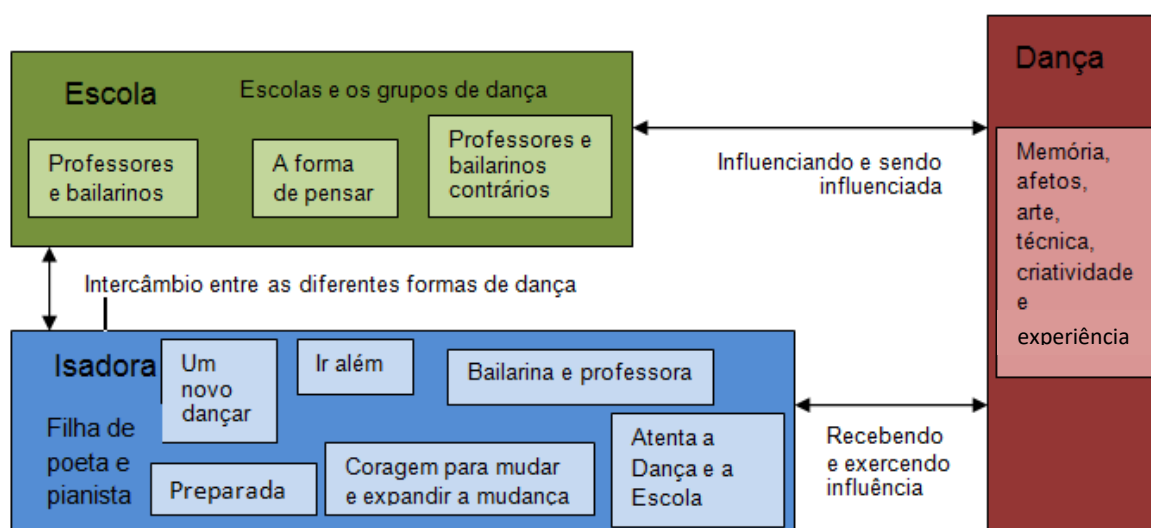 Escola
Escolas e os grupos de dança
Professores
e bailarinos
A forma
de pensar
Professores e
bailarinos
contrários
Influenciando e sendo
influenciada
Dança
Memória,
afetos,
arte,
técnica,
criatividade
e
experiência
Intercâmbio entre as diferentes formas de dança
Isadora
Filha de
poeta e
pianista
Um
novo
dançar
Ir além
Bailarina e professora
Preparada
Coragem para mudar
e expandir a mudança
Atenta a
Dança e a
Escola
Recebendo
e exercendo
influência